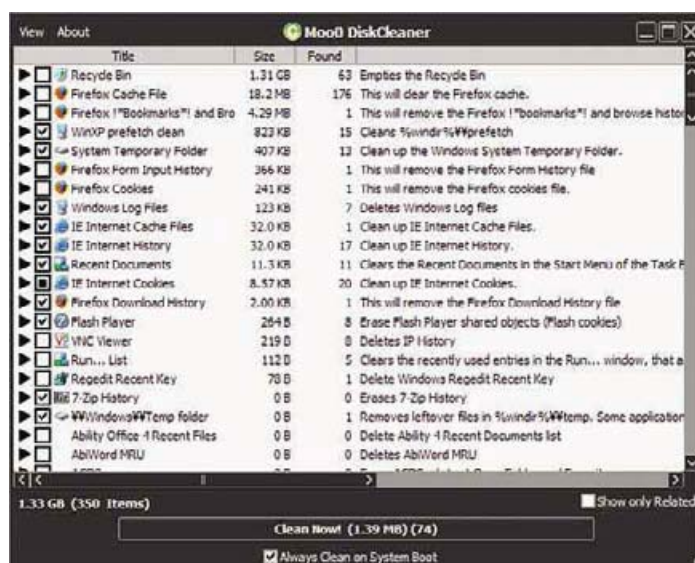 View About Moo0 DiskCleaner
Title Size Found
Recycle Bin 1.31 GB 63 Empties the Recycle Bin
Firefox Cache File 18.2 MB 176 This will clear the Firefox cache.
Firefox !"Bookmarks"! and Bro 4.29 MB 1 This will remove the Firefox !"bookmarks"! and browse histor
WinXP prefetch clean 823 KB 15 Cleans %windir%¥¥prefetch
System Temporary Folder 407 KB 13 Clean up the Windows System Temporary Folder.
Firefox Form Input History 366 KB 1 This will remove the Firefox Form History file
Firefox Cookies 241 KB 1 This will remove the Firefox cookies file.
Windows Log Files 123 KB 7 Deletes Windows Log files
IE Internet Cache Files 32.0 KB 1 Clean up IE Internet Cache Files.
IE Internet History 32.0 KB 17 Clean up IE Internet History.
Recent Documents 11.3 KB 11 Clears the Recent Documents in the Start Menu of the Task B
IE Internet Cookies 8.57 KB 20 Clean up IE Internet Cookies.
Firefox Download History 2.00 KB 1 This will remove the Firefox Download History file
Flash Player 264 B 8 Erase Flash Player shared objects (Flash cookies)
VNC Viewer 219 B 8 Deletes IP History
Run... List 112 B 5 Clears the recently used entries in the Run... window, that a
Regedit Recent Key 78 B 1 Delete Windows Regedit Recent Key
7-Zip History 0 B 0 Erases 7-Zip History
¥¥Windows¥¥Temp folder 0 B 1 Removes leftover files in %windir%¥¥temp. Some application
Ability Office 4 Recent Files 0 B 0 Delete Ability 4 Recent Documents list
AbiWord MRU 0 B 0 Deletes AbiWord MRU
1.33 GB (350 Items) Show only Related
Clean Now! (1.39 MB) (74)
Always Clean on System Boot